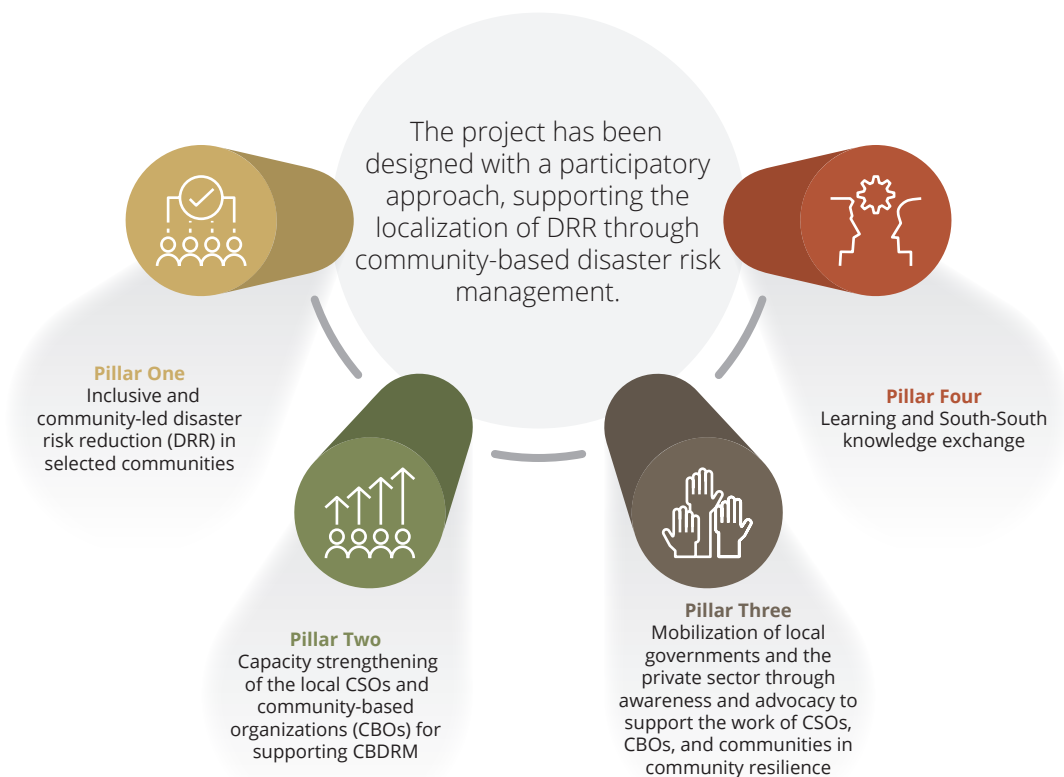 The project has been
designed with a participatory
approach, supporting the
localization of DRR through
community-based disaster risk
management.
Pillar One
Inclusive and
community-led disaster
risk reduction (DRR) in
selected communities
Pillar Two
Capacity strengthening
of the local CSOs and
community-based
organizations (CBOs) for
supporting CBDRM
Pillar Three
Mobilization of local
governments and the
private sector through
awareness and advocacy to
support the work of CSOs,
CBOs, and communities in
community resilience
Pillar Four
Learning and South-South
knowledge exchange